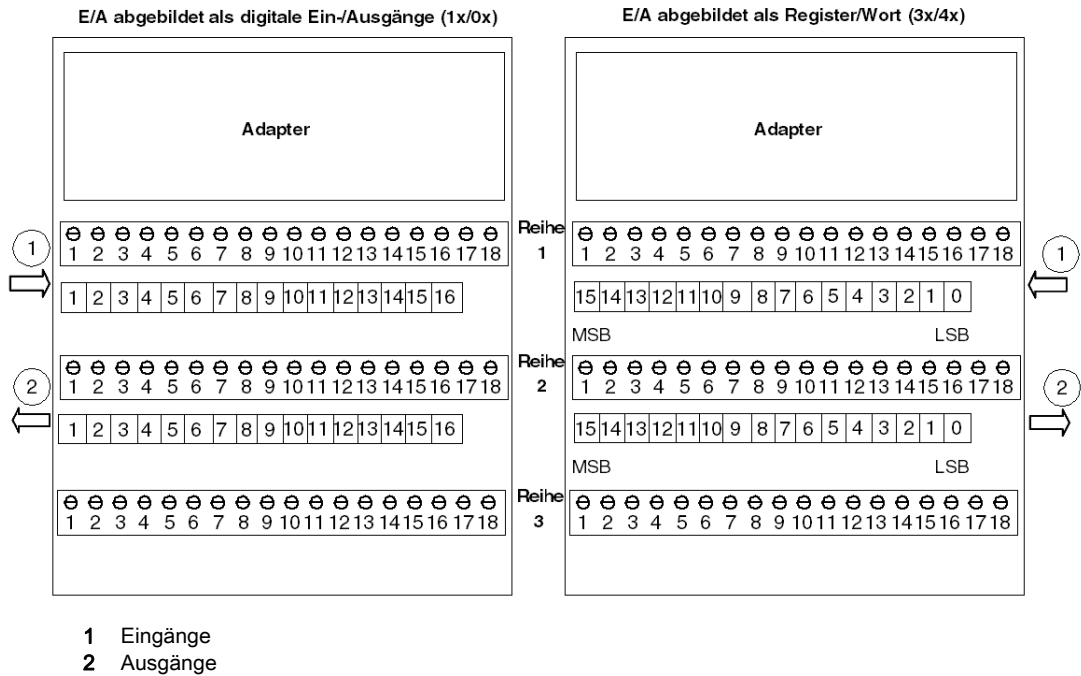 E/A abgebildet als digitale Ein-/Ausgänge (1x/0x)
E/A abgebildet als Register/Wort (3x/4x)
Adapter
Adapter
1
1 2 3 4 5 6 7 8 9 10 11 12 13 14 15 16 17 18
Reihe
1
1 2 3 4 5 6 7 8 9 10 11 12 13 14 15 16 17 18
1
1 2 3 4 5 6 7 8 9 10 11 12 13 14 15 16
15 14 13 12 11 10 9 8 7 6 5 4 3 2 1 0
MSB LSB
2
1 2 3 4 5 6 7 8 9 10 11 12 13 14 15 16 17 18
Reihe
2
1 2 3 4 5 6 7 8 9 10 11 12 13 14 15 16 17 18
2
1 2 3 4 5 6 7 8 9 10 11 12 13 14 15 16
15 14 13 12 11 10 9 8 7 6 5 4 3 2 1 0
MSB LSB
1 2 3 4 5 6 7 8 9 10 11 12 13 14 15 16 17 18
Reihe
3
1 2 3 4 5 6 7 8 9 10 11 12 13 14 15 16 17 18
1 Eingänge
2 Ausgänge